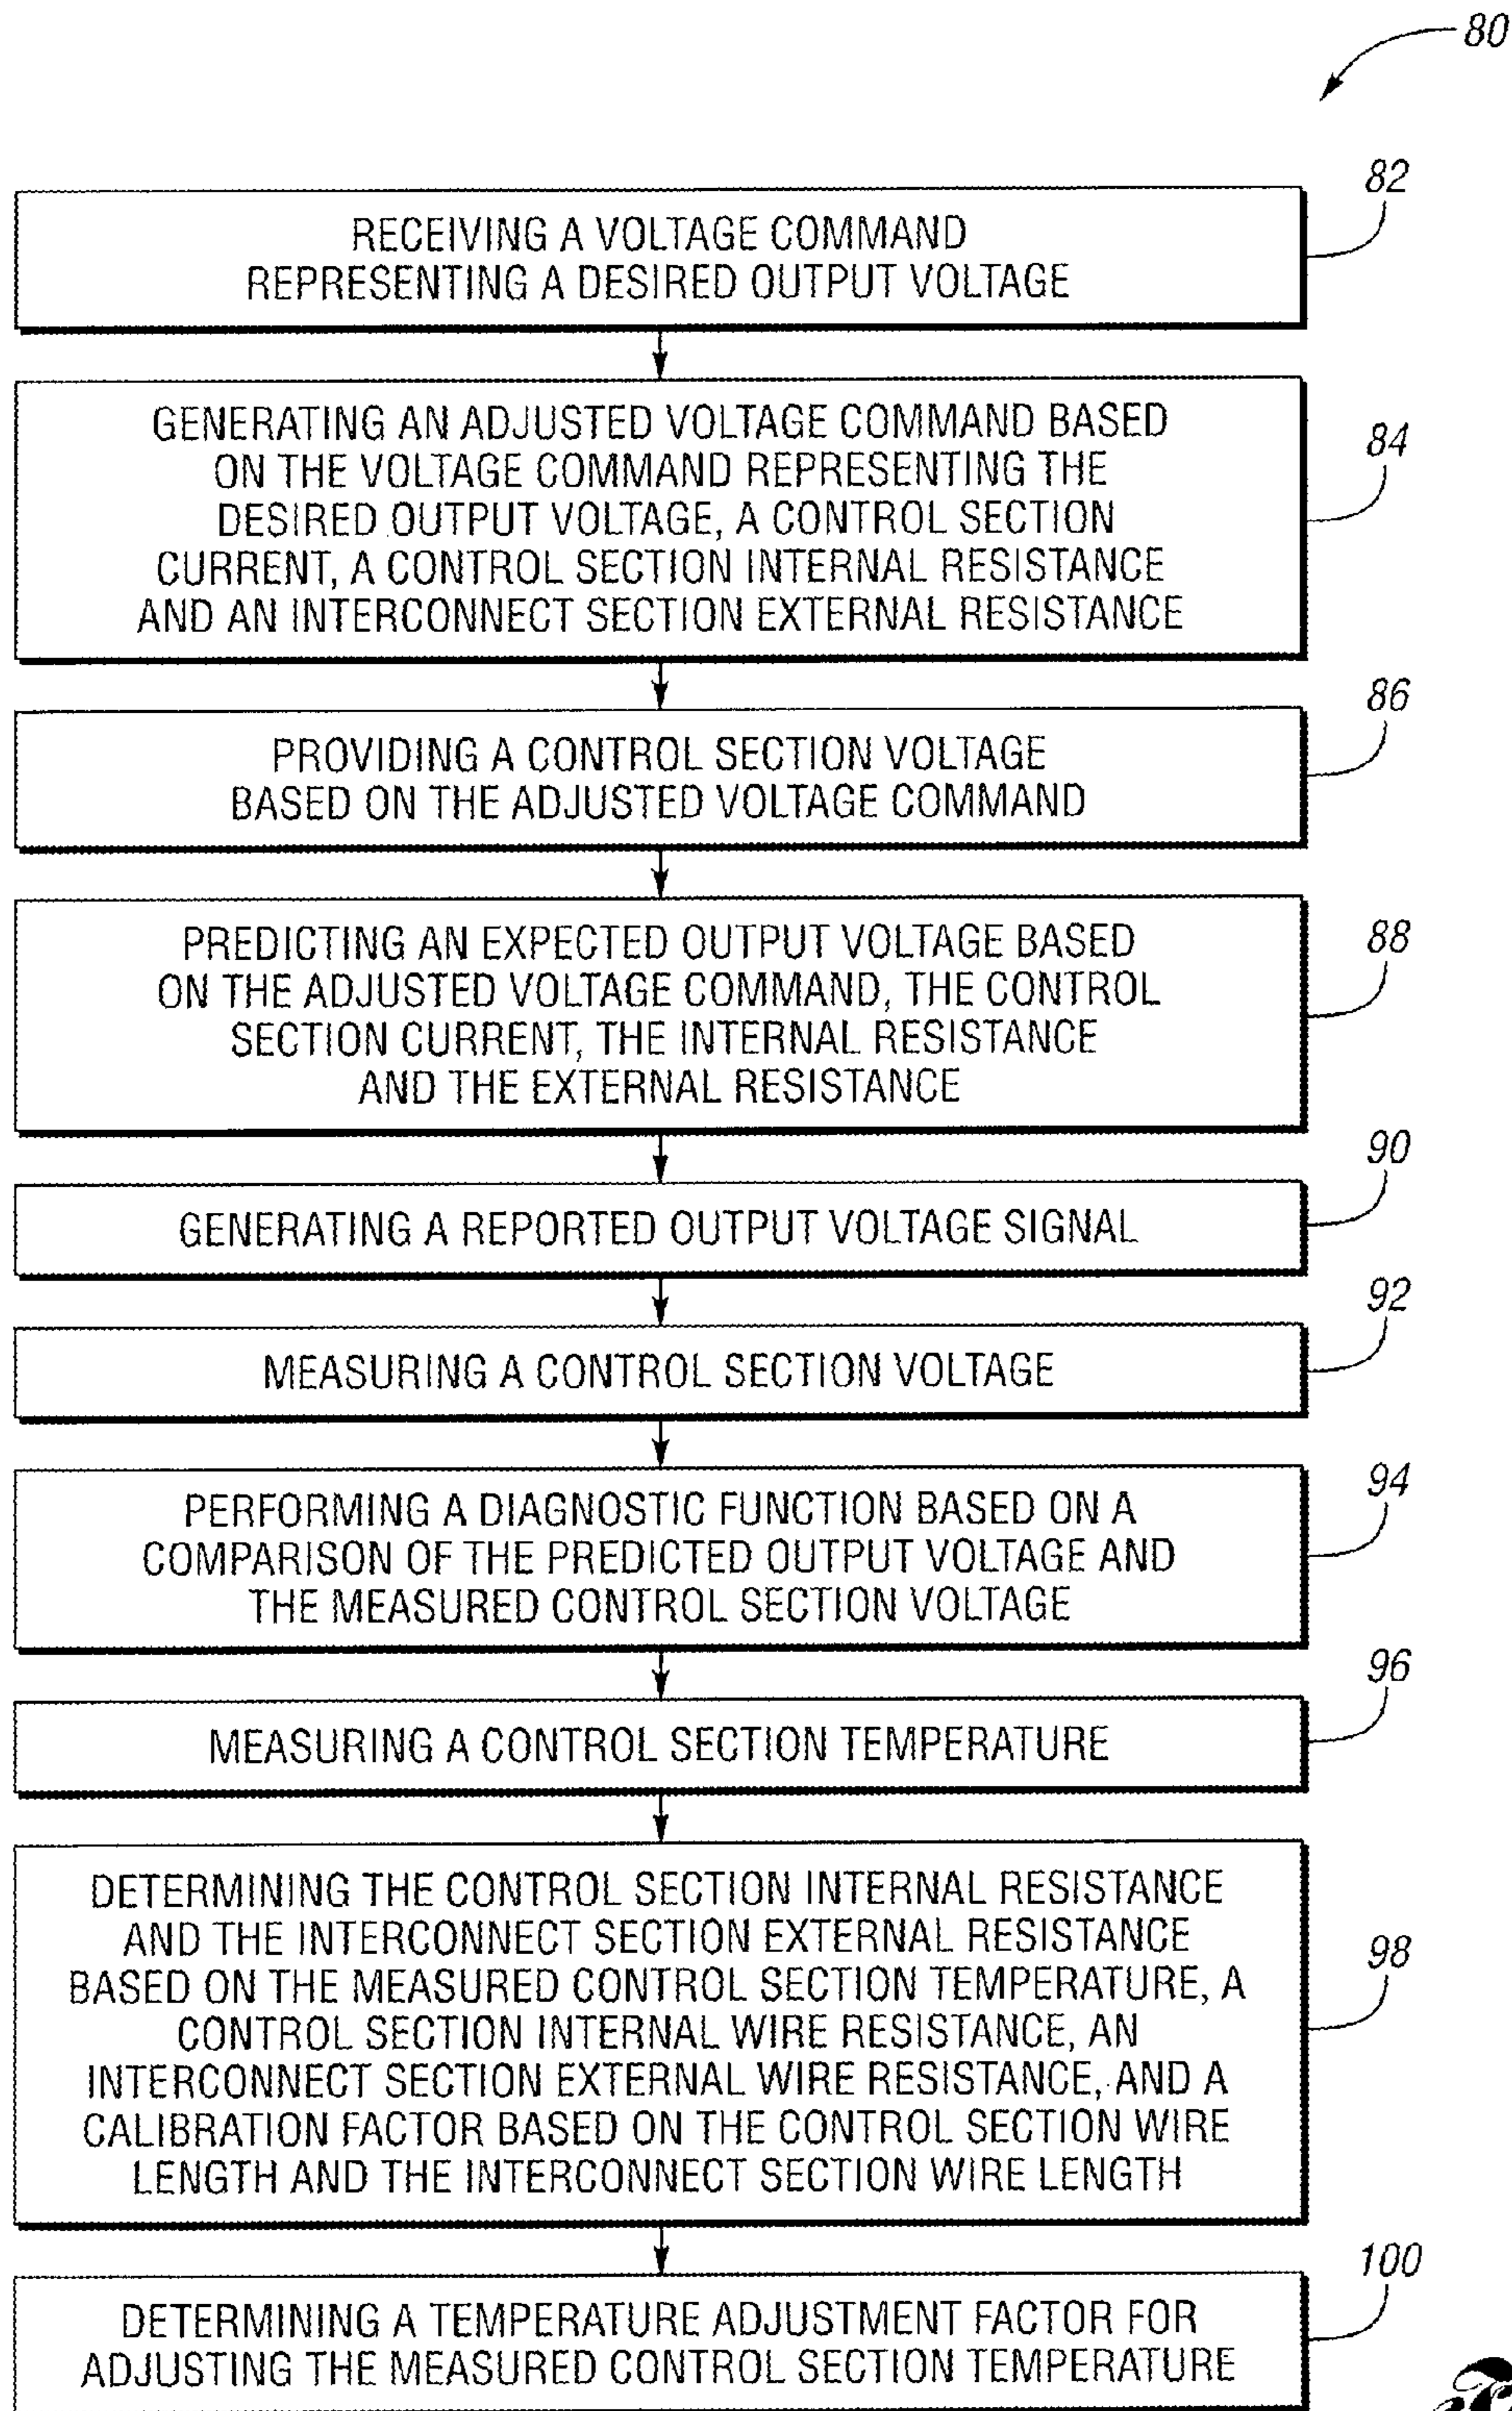 80
82
RECEIVING A VOLTAGE COMMAND
REPRESENTING A DESIRED OUTPUT VOLTAGE
84
GENERATING AN ADJUSTED VOLTAGE COMMAND BASED
ON THE VOLTAGE COMMAND REPRESENTING THE
DESIRED OUTPUT VOLTAGE, A CONTROL SECTION
CURRENT, A CONTROL SECTION INTERNAL RESISTANCE
AND AN INTERCONNECT SECTION EXTERNAL RESISTANCE
86
PROVIDING A CONTROL SECTION VOLTAGE
BASED ON THE ADJUSTED VOLTAGE COMMAND
88
PREDICTING AN EXPECTED OUTPUT VOLTAGE BASED
ON THE ADJUSTED VOLTAGE COMMAND, THE CONTROL
SECTION CURRENT, THE INTERNAL RESISTANCE
AND THE EXTERNAL RESISTANCE
90
GENERATING A REPORTED OUTPUT VOLTAGE SIGNAL
92
MEASURING A CONTROL SECTION VOLTAGE
94
PERFORMING A DIAGNOSTIC FUNCTION BASED ON A
COMPARISON OF THE PREDICTED OUTPUT VOLTAGE AND
THE MEASURED CONTROL SECTION VOLTAGE
96
MEASURING A CONTROL SECTION TEMPERATURE
98
DETERMINING THE CONTROL SECTION INTERNAL RESISTANCE
AND THE INTERCONNECT SECTION EXTERNAL RESISTANCE
BASED ON THE MEASURED CONTROL SECTION TEMPERATURE, A
CONTROL SECTION INTERNAL WIRE RESISTANCE, AN
INTERCONNECT SECTION EXTERNAL WIRE RESISTANCE, AND A
CALIBRATION FACTOR BASED ON THE CONTROL SECTION WIRE
LENGTH AND THE INTERCONNECT SECTION WIRE LENGTH
100
DETERMINING A TEMPERATURE ADJUSTMENT FACTOR FOR
ADJUSTING THE MEASURED CONTROL SECTION TEMPERATURE